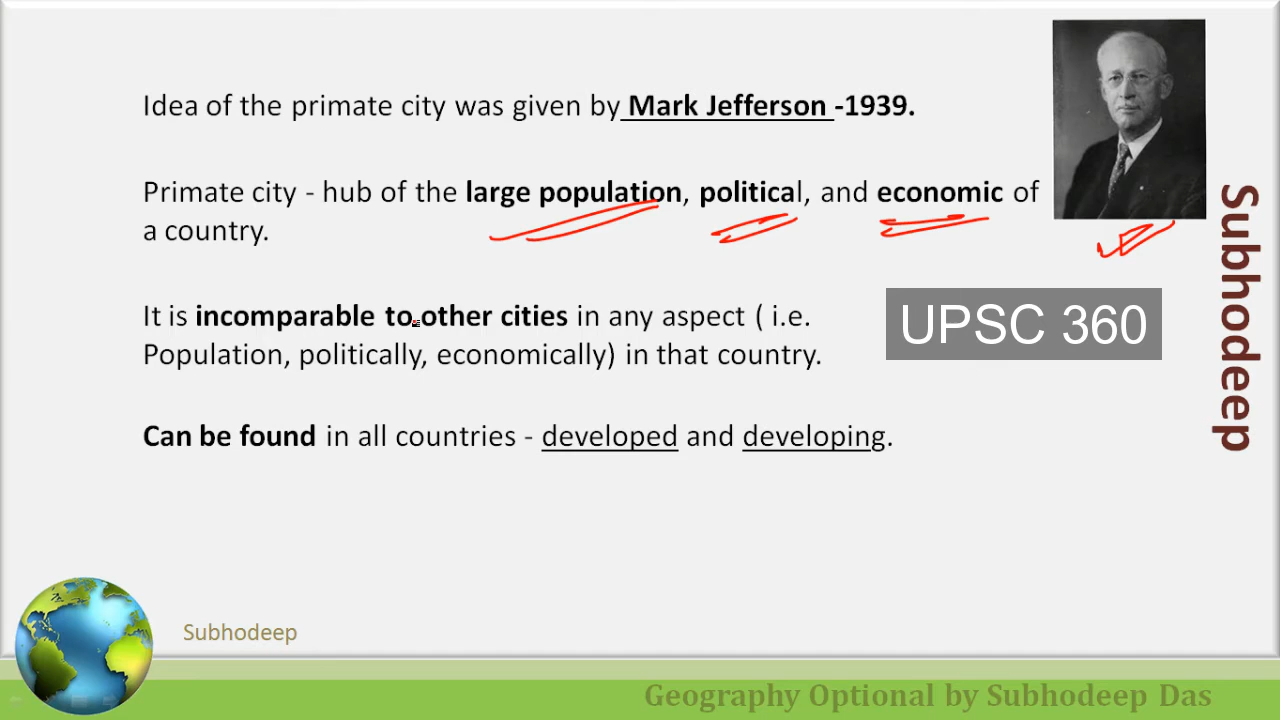 Idea of the primate city was given by Mark Jefferson -1939.
Primate city - hub of the large population, political, and economic of
a country.
It is incomparable to other cities in any aspect ( i.e.
Population, politically, economically) in that country.
Can be found in all countries - developed and developing.
UPSC 360
Subhodeep
Subhodeep
Geography Optional by Subhodeep Das